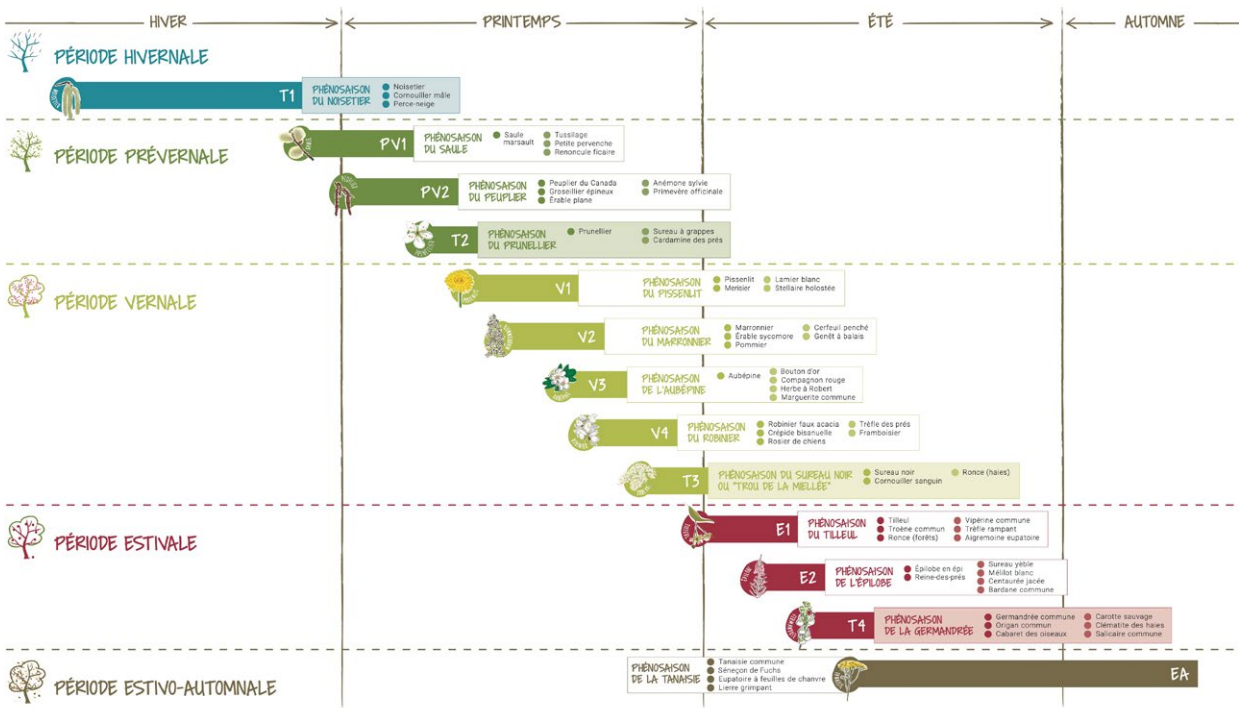 HIVER
PRINTEMPS
ÉTÉ
AUTOMNE
PÉRIODE HIVERNALE
T1
PHÉNOSAISON
DU NOISETIER
Noisetier
Cornouiller mâle
Perce-neige
PÉRIODE PRÉVERNALE
PV1
PHÉNOSAISON
DU SAULE
Saule
marsault
Tussilage
Petite pervenche
Renoncule ficaire
PV2
PHÉNOSAISON
DU PEUPLIER
Peuplier du Canada
Groseillier épineux
Érable plane
Anémone sylvie
Primevère officinale
T2
PHÉNOSAISON
DU PRUNELLIER
Prunellier
Sureau à grappes
Cardamine des prés
PÉRIODE VERNALE
V1
PHÉNOSAISON
DU PISSENLIT
Pissenlit
Merisier
Lamier blanc
Stellaire holostée
V2
PHÉNOSAISON
DU MARRONNIER
Marronnier
Érable sycomore
Pommier
Cerfeuil penché
Genêt à balais
V3
PHÉNOSAISON
DE L'AUBÉPINE
Aubépine
Bouton d'or
Compagnon rouge
Herbe à Robert
Marguerite commune
V4
PHÉNOSAISON
DU ROBINIER
Robinier faux acacia
Crépide bisanuelle
Rosier de chiens
Trèfle des prés
Framboisier
T3
PHÉNOSAISON DU SUREAU NOIR
OU "TROU DE LA MIELLÉE"
Sureau noir
Cornouiller sanguin
Ronce (haies)
PÉRIODE ESTIVALE
E1
PHÉNOSAISON
DU TILLEUL
Tilleul
Troène commun
Ronce (forêts)
Vipérine commune
Trèfle rampant
Aigremoine eupatoire
E2
PHÉNOSAISON
DE L'ÉPILOBE
Épilobe en épi
Reine-des-prés
Sureau yèble
Mélilot blanc
Centaurée jacée
Bardane commune
T4
PHÉNOSAISON
DE LA GERMANDRÉE
Germandrée commune
Origan commun
Cabaret des oiseaux
Carotte sauvage
Clématite des haies
Salicaire commune
PÉRIODE ESTIVO-AUTOMNALE
PHÉNOSAISON
DE LA TANAISIE
Tanaisie commune
Séneçon de Fuchs
Eupatoire à feuilles de chanvre
Lierre grimpant
EA